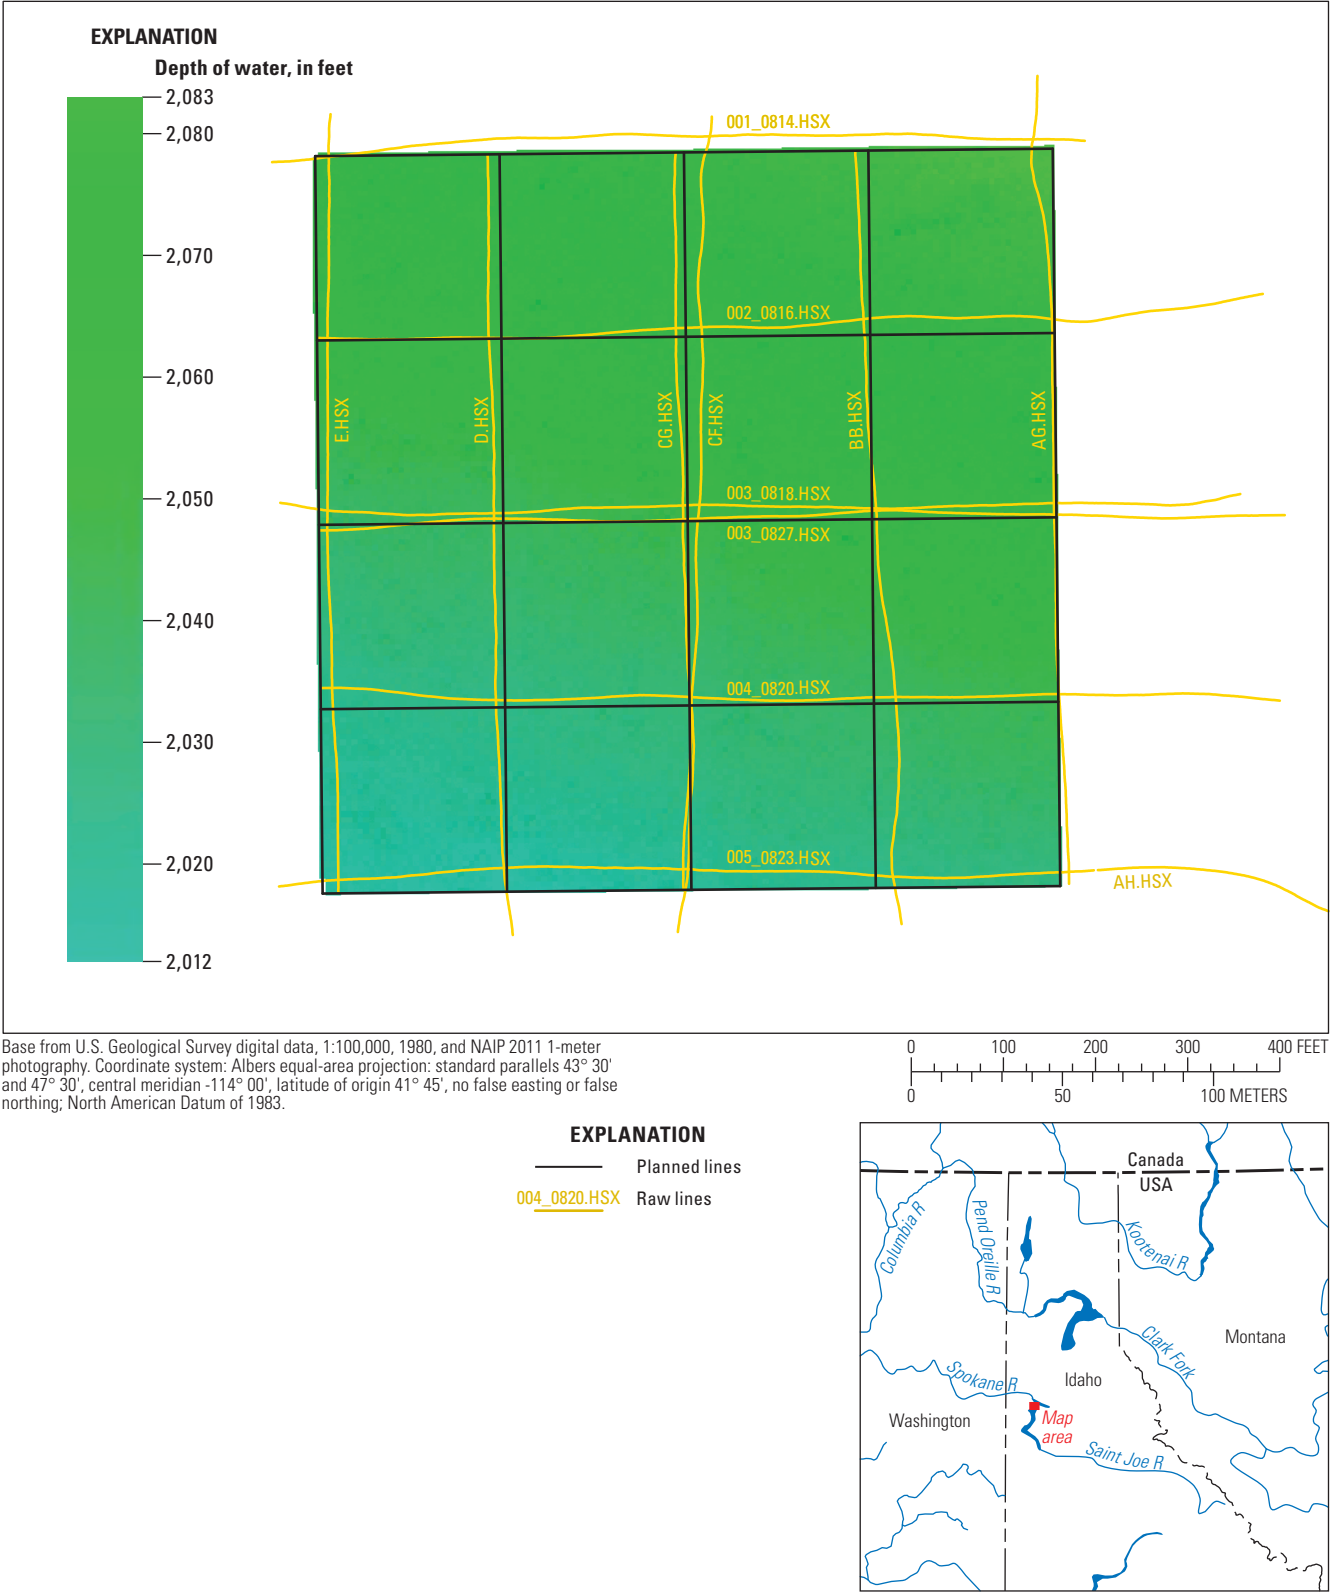 EXPLANATION
Depth of water, in feet
2,083
2,080
2,070
2,060
2,050
2,040
2,030
2,020
2,012
001_0814.HSX
002_0816.HSX
E.HSX
D.HSX
CG.HSX
CF.HSX
BB.HSX
AG.HSX
003_0818.HSX
003_0827.HSX
004_0820.HSX
005_0823.HSX
AH.HSX
Base from U.S. Geological Survey digital data, 1:100,000, 1980, and NAIP 2011 1-meter
photography. Coordinate system: Albers equal-area projection: standard parallels 43° 30'
and 47° 30', central meridian -114° 00', latitude of origin 41° 45', no false easting or false
northing; North American Datum of 1983.
0 100 200 300 400 FEET
0 50 100 METERS
EXPLANATION
Planned lines
004_0820.HSX Raw lines
Canada
USA
Columbia R
Pend Oreille R
Kootenai R
Clark Fork
Montana
Spokane R
Idaho
Washington
Map
area
Saint Joe R